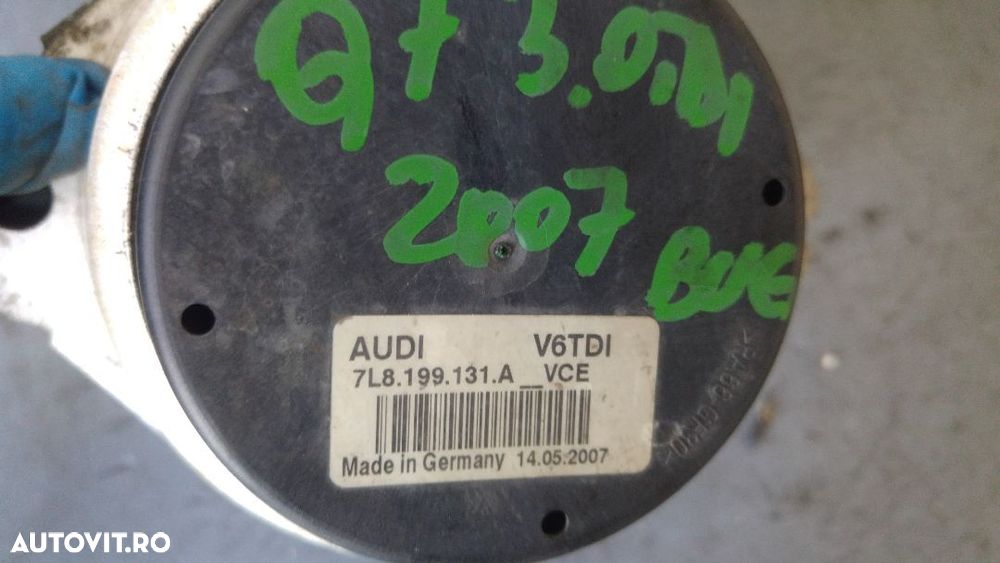 Q7 3.0TDI
2007
BUG
AUDI V6TDI
7L8.199.131.A __VCE
Made in Germany 14.05.2007
AUTOVIT.RO